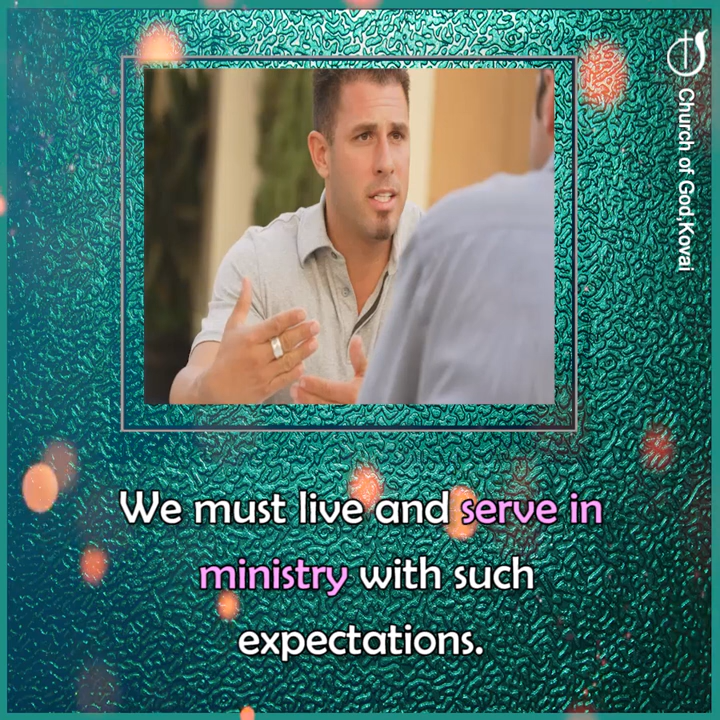 Church of God,Kovai
We must live and serve in
ministry with such
expectations.